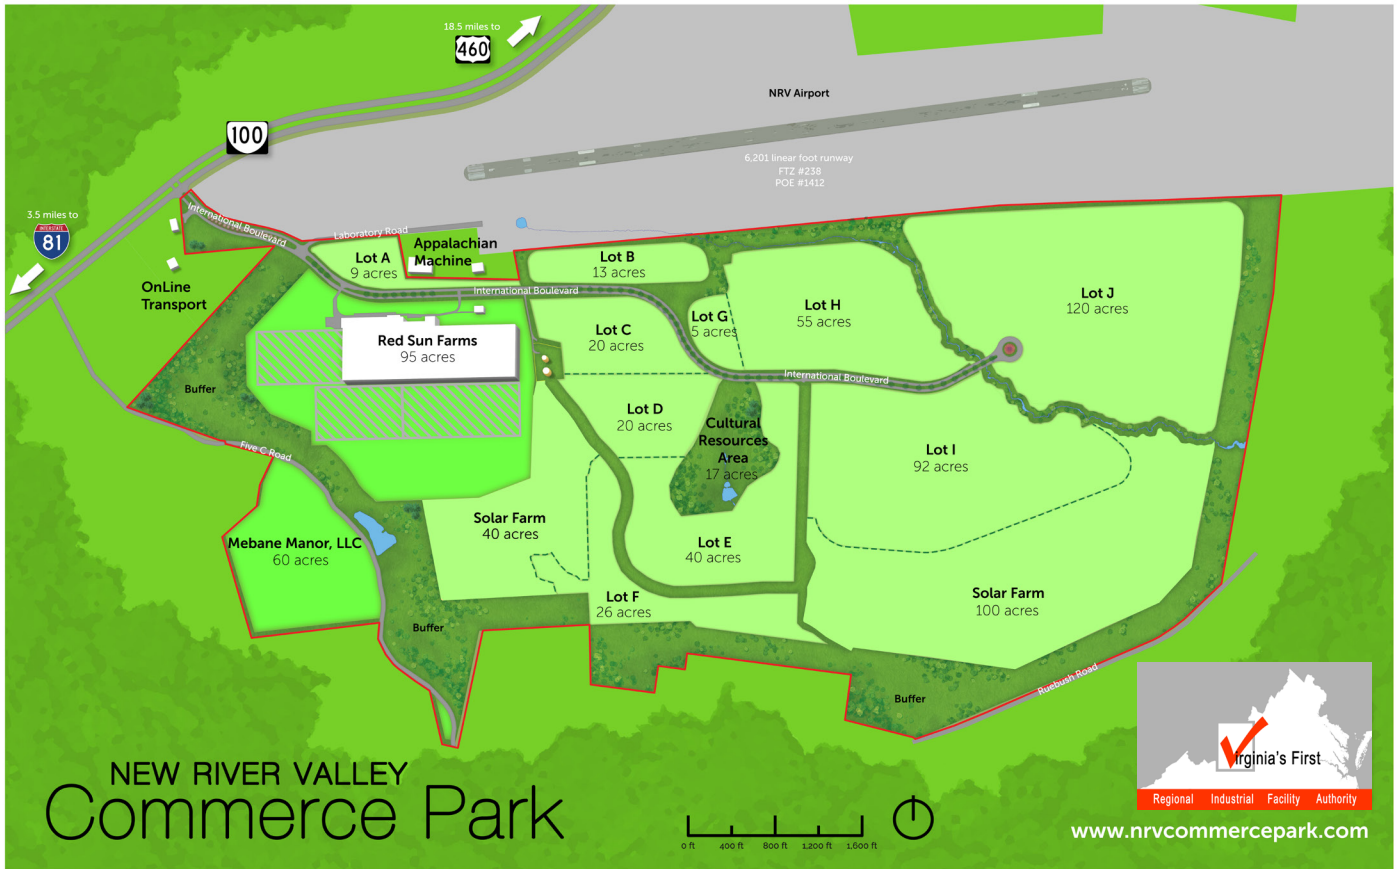 18.5 miles to
460
100
NRV Airport
6,201 linear foot runway
FTZ #238
POE #1412
3.5 miles to
INTERSTATE
81
International Boulevard
Laboratory Road
OnLine
Transport
Lot A
9 acres
Appalachian
Machine
Lot B
13 acres
International Boulevard
Lot G
5 acres
Lot H
55 acres
Lot J
120 acres
Lot C
20 acres
Red Sun Farms
95 acres
International Boulevard
Buffer
Lot D
20 acres
Cultural
Resources
Area
17 acres
Lot I
92 acres
Five C Road
Solar Farm
40 acres
Mebane Manor, LLC
60 acres
Lot E
40 acres
Lot F
26 acres
Solar Farm
100 acres
Buffer
Buffer
Ruebush Road
NEW RIVER VALLEY
Commerce Park
0 ft
400 ft
800 ft
1,200 ft
1,600 ft
irginia's First
Regional Industrial Facility Authority
www.nrvcommercepark.com